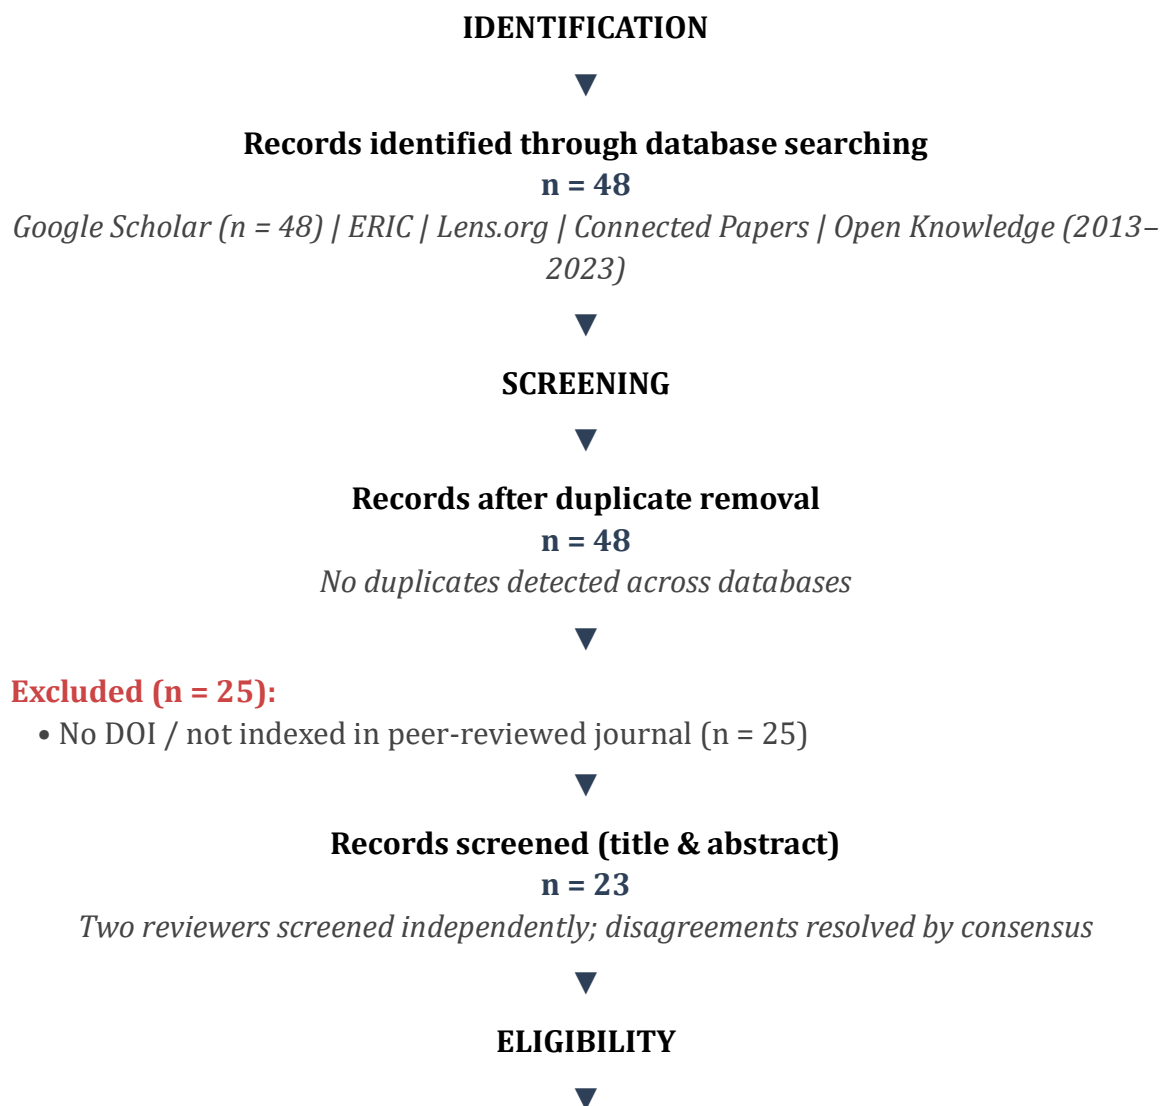 IDENTIFICATION
▼
Records identified through database searching
n = 48
Google Scholar (n = 48) | ERIC | Lens.org | Connected Papers | Open Knowledge (2013–
2023)
▼
SCREENING
▼
Records after duplicate removal
n = 48
No duplicates detected across databases
▼
Excluded (n = 25):
• No DOI / not indexed in peer-reviewed journal (n = 25)
▼
Records screened (title & abstract)
n = 23
Two reviewers screened independently; disagreements resolved by consensus
▼
ELIGIBILITY
▼